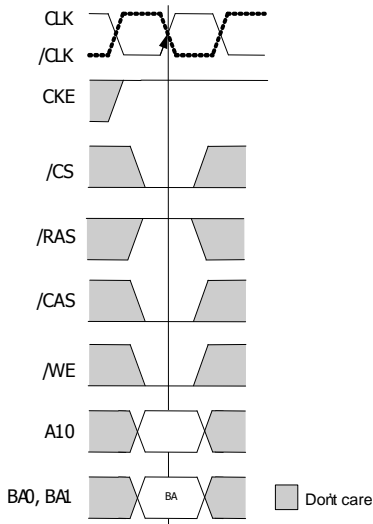 CLK
/CLK
CKE
/CS
/RAS
/CAS
/WE
A10
BA0, BA1
BA
Don't care